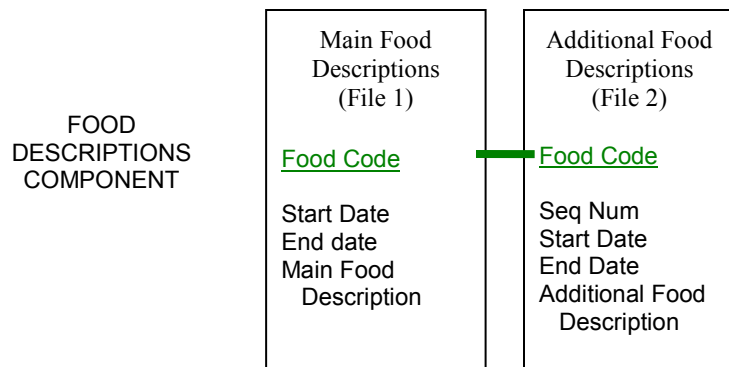 FOOD
DESCRIPTIONS
COMPONENT
Main Food
Descriptions
(File 1)
Food Code
Start Date
End date
Main Food
Description
Additional Food
Descriptions
(File 2)
Food Code
Seq Num
Start Date
End Date
Additional Food
Description